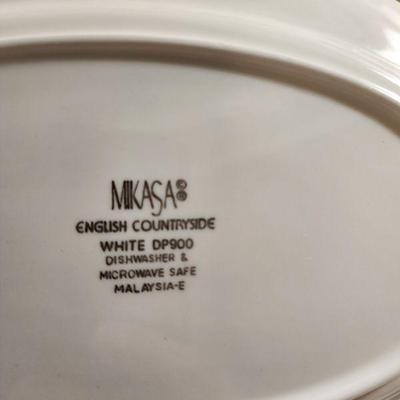 MIKASA©®
ENGLISH COUNTRYSIDE
WHITE DP900
DISHWASHER &
MICROWAVE SAFE
MALAYSIA-E